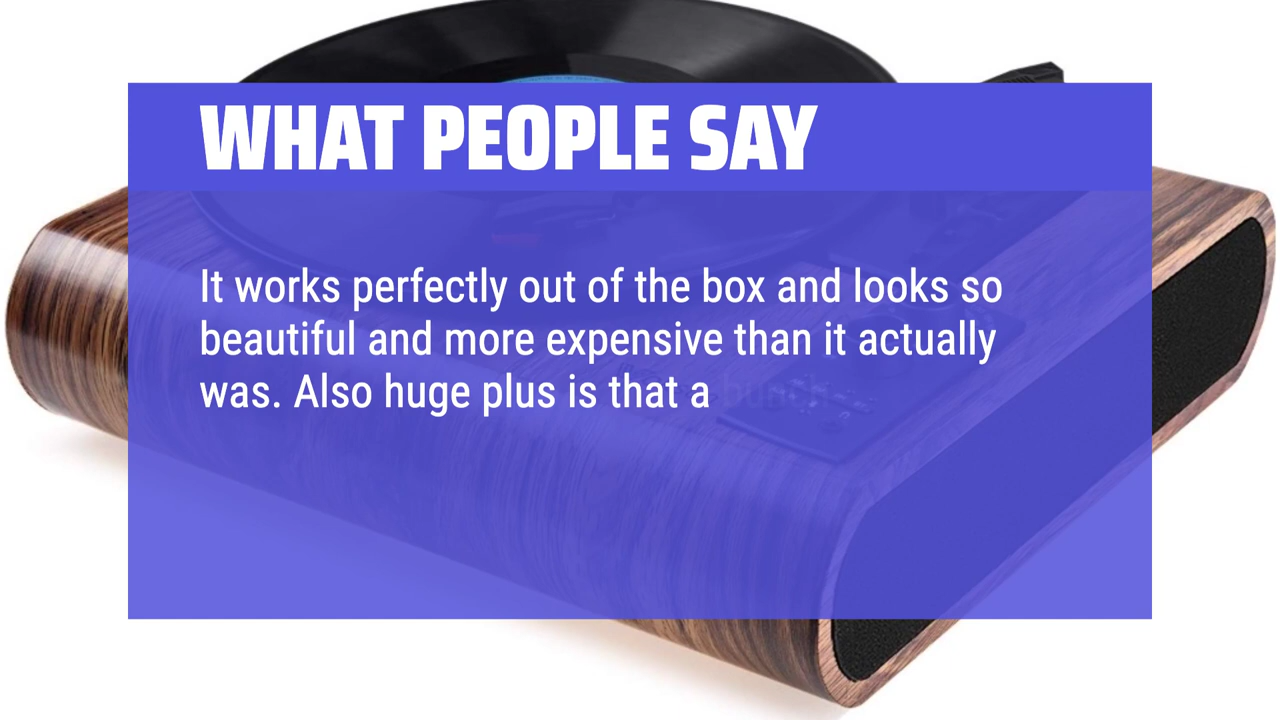 WHAT PEOPLE SAY
It works perfectly out of the box and looks so
beautiful and more expensive than it actually
was. Also huge plus is that a